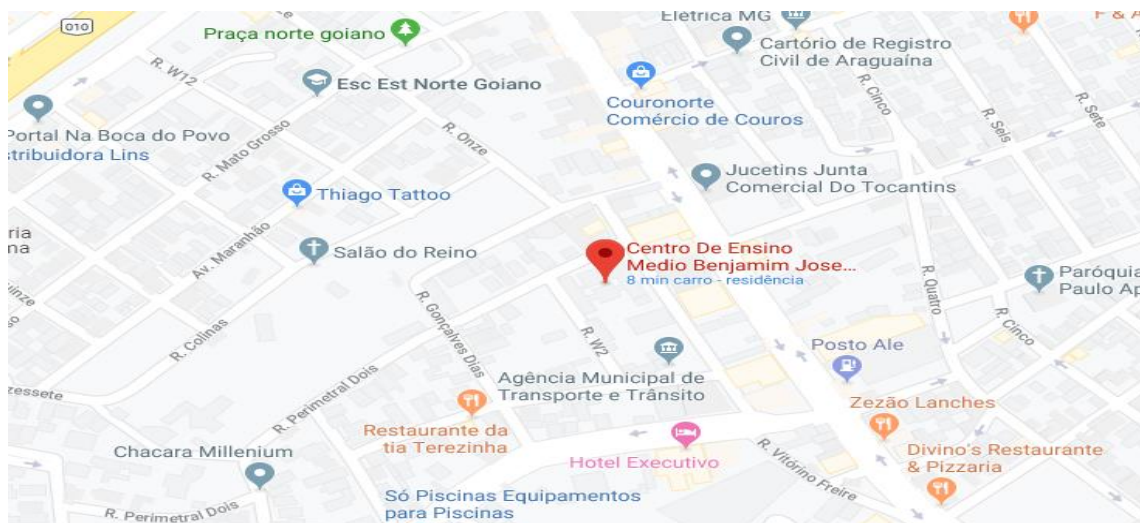 010
Praça norte goiano
Elétrica MG
Cartório de Registro
Civil de Araguaína
F & A
R. W12
Esc Est Norte Goiano
Couronorte
Comércio de Couros
R. Cinco
R. Seis
R. Sete
Portal Na Boca do Povo
stribuidora Lins
R. Mato Grosso
R. Onze
Jucetins Junta
Comercial Do Tocantins
Thiago Tattoo
ria
na
Av. Maranhão
Salão do Reino
Centro De Ensino
Medio Benjamim Jose...
8 min carro - residência
R. Quatro
Paróquia
Paulo Ap
R. Colinas
R. Gonçalves Dias
R. W2
R. Cinco
Posto Ale
Agência Municipal de
Transporte e Trânsito
zessete
R. Perimetral Dois
Restaurante da
tia Terezinha
Zezão Lanches
Chacara Millenium
Hotel Executivo
R. Vitórino Freire
Divino's Restaurante
& Pizzaria
Só Piscinas Equipamentos
para Piscinas
R. Perimetral Dois